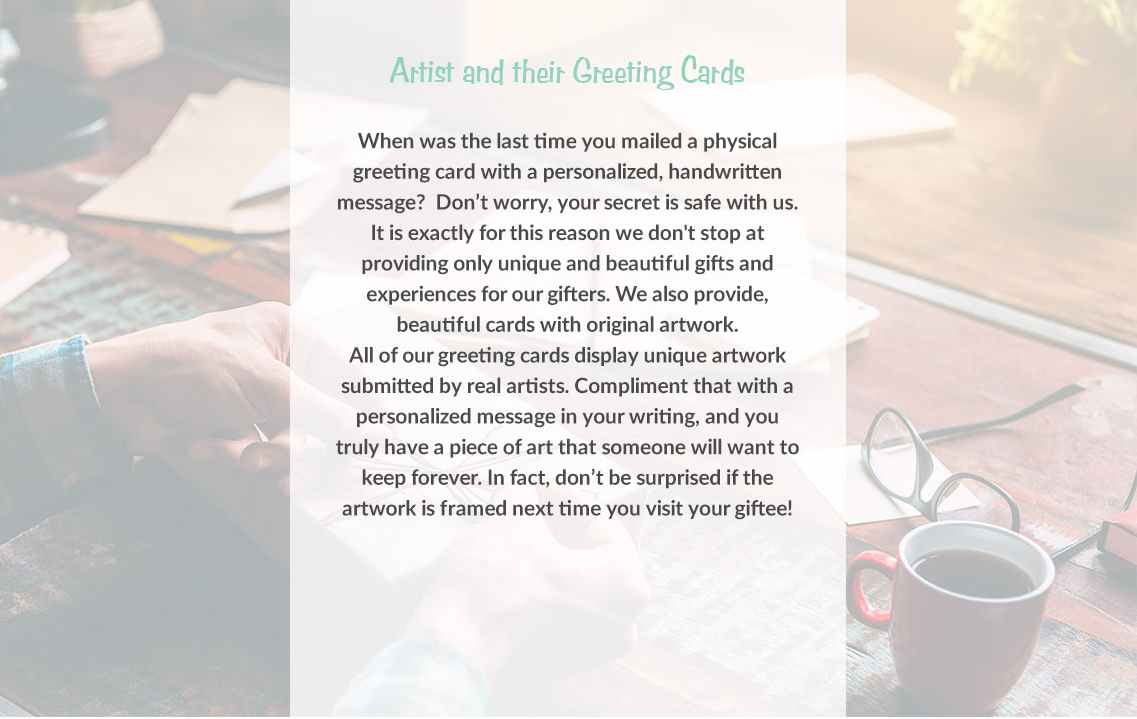 Artist and their Greeting Cards
When was the last time you mailed a physical
greeting card with a personalized, handwritten
message?  Don’t worry, your secret is safe with us.
It is exactly for this reason we don't stop at
providing only unique and beautiful gifts and
experiences for our gifters. We also provide,
beautiful cards with original artwork.
All of our greeting cards display unique artwork
submitted by real artists. Compliment that with a
personalized message in your writing, and you
truly have a piece of art that someone will want to
keep forever. In fact, don’t be surprised if the
artwork is framed next time you visit your giftee!